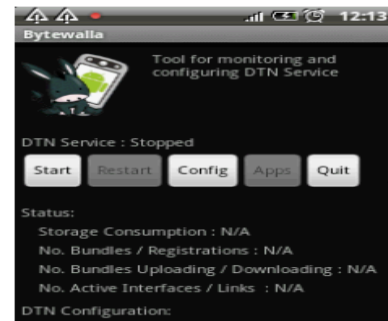 12:13
Bytewalla
Tool for monitoring and
configuring DTN Service
DTN Service : Stopped
Start Restart Config Apps Quit
Status:
Storage Consumption : N/A
No. Bundles / Registrations : N/A
No. Bundles Uploading / Downloading : N/A
No. Active Interfaces / Links : N/A
DTN Configuration: